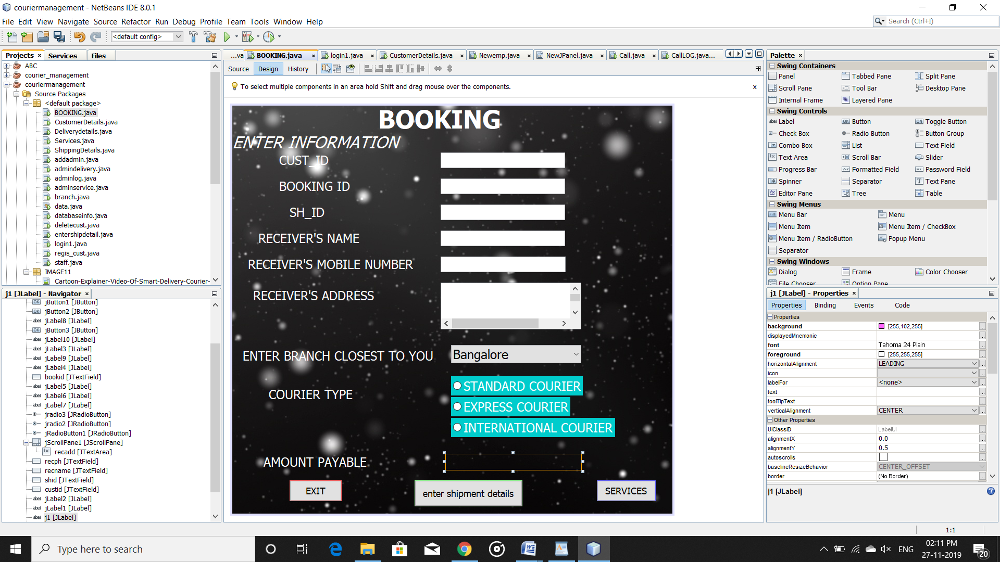 couriermanagement - NetBeans IDE 8.0.1
File Edit View Navigate Source Refactor Run Debug Profile Team Tools Window Help
Search (Ctrl+I)
<default config>
Projects Services Files
ABC
courier_management
couriermanagement
Source Packages
<default package>
BOOKING.java
CustomerDetails.java
Deliverydetails.java
Services.java
ShippingDetails.java
addadmin.java
admindelivery.java
adminlog.java
adminservice.java
branch.java
data.java
databaseinfo.java
deletecust.java
entershipdetail.java
login1.java
regis_cust.java
staff.java
IMAGE11
Cartoon-Explainer-Video-Of-Smart-Delivery-Courier-
j1 [JLabel] - Navigator
jButton1 [JButton]
jButton2 [JButton]
jLabel8 [JLabel]
jButton3 [JButton]
jLabel10 [JLabel]
jLabel3 [JLabel]
jLabel9 [JLabel]
jLabel4 [JLabel]
bookid [JTextField]
jLabel5 [JLabel]
jLabel6 [JLabel]
jLabel7 [JLabel]
jradio3 [JRadioButton]
jradio2 [JRadioButton]
jRadioButton1 [JRadioButton]
jScrollPane1 [JScrollPane]
recadd [JTextArea]
recph [JTextField]
recname [JTextField]
shid [JTextField]
custid [JTextField]
jLabel2 [JLabel]
jLabel1 [JLabel]
j1 [JLabel]
...va BOOKING.java login1.java CustomerDetails.java Newemp.java NewJPanel.java Call.java CallLOG.java...
Source Design History
To select multiple components in an area hold Shift and drag mouse over the components. x
BOOKING
ENTER INFORMATION
CUST_ID
BOOKING ID
SH_ID
RECEIVER'S NAME
RECEIVER'S MOBILE NUMBER
RECEIVER'S ADDRESS
ENTER BRANCH CLOSEST TO YOU Bangalore
COURIER TYPE
STANDARD COURIER
EXPRESS COURIER
INTERNATIONAL COURIER
AMOUNT PAYABLE
EXIT enter shipment details SERVICES
Palette
Swing Containers
Panel Tabbed Pane Split Pane
Scroll Pane Tool Bar Desktop Pane
Internal Frame Layered Pane
Swing Controls
label Label OK Button ON Toggle Button
Check Box Radio Button Button Group
Combo Box List Text Field
Text Area Scroll Bar Slider
Progress Bar Formatted Field Password Field
Spinner Separator Text Pane
Editor Pane Tree Table
Swing Menus
Menu Bar Menu
Menu Item Menu Item / CheckBox
Menu Item / RadioButton Popup Menu
Separator
Swing Windows
Dialog Frame Color Chooser
File Chooser Option Pane
j1 [JLabel] - Properties
Properties Binding Events Code
Properties
background [255,102,255]
displayedMnemonic
font Tahoma 24 Plain
foreground [255,255,255]
horizontalAlignment LEADING
icon
labelFor <none>
text
toolTipText
verticalAlignment CENTER
Other Properties
UIClassID LabelUI
alignmentX 0.0
alignmentY 0.5
autoscrolls
baselineResizeBehavior CENTER_OFFSET
border (No Border)
j1 [JLabel]
1:1
Type here to search
ENG
02:11 PM
27-11-2019
20